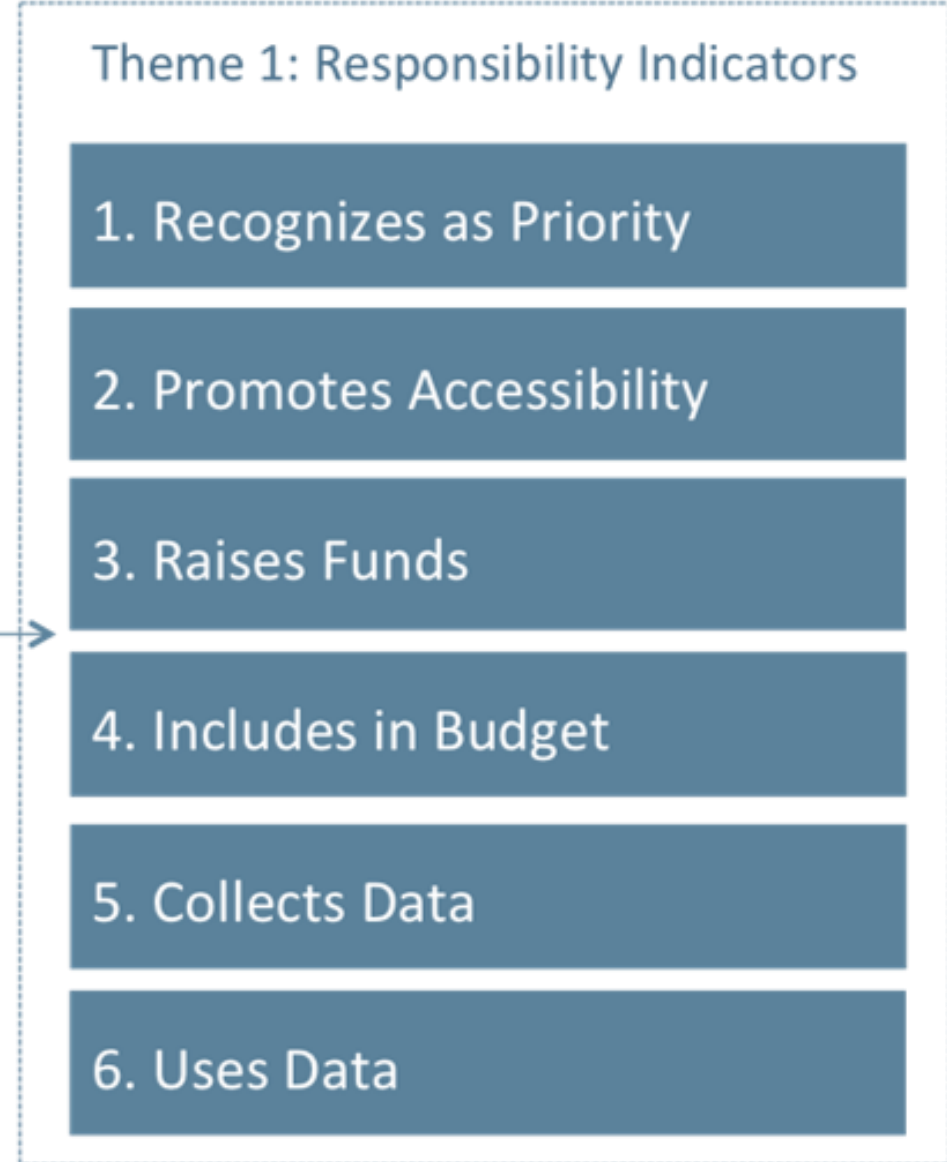 Theme 1: Responsibility Indicators
1. Recognizes as Priority
2. Promotes Accessibility
3. Raises Funds
4. Includes in Budget
5. Collects Data
6. Uses Data